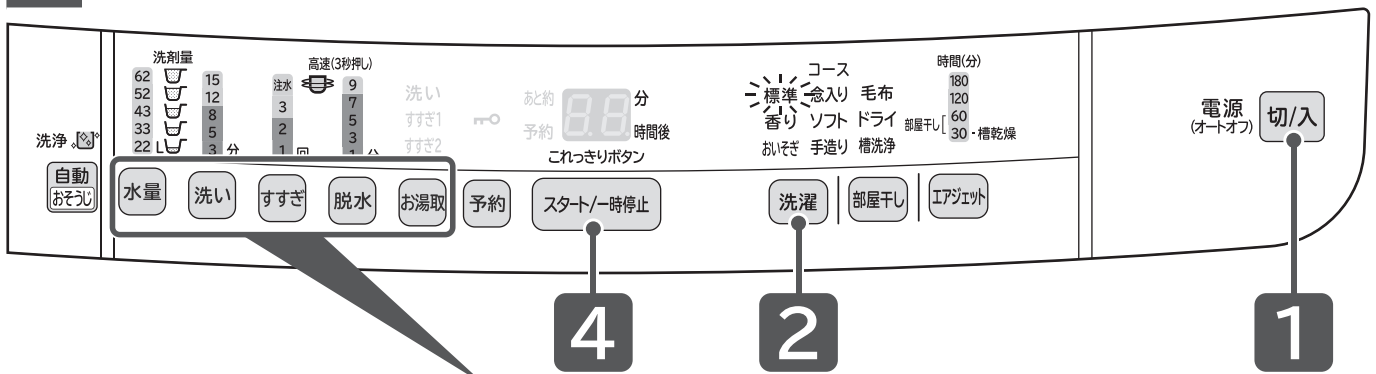 洗剤量
62
52
43
33
22 L
15
12
8
5
3 分
注水
3
2
1 回
高速(3秒押し)
9
7
5
3
洗い
すすぎ1
すすぎ2
あと約
88
分
予約
時間後
これっきりボタン
コース
標準 念入り 毛布
香り ソフト ドライ
おいそぎ 手造り 槽洗浄
時間(分)
180
120
部屋干し[ 60
30 - 槽乾燥
電源
(オートオフ)
切/入
洗浄
自動
おそうじ
水量
洗い
すすぎ
脱水
お湯取
予約
スタート/一時停止
洗濯
部屋干し
エアジェット
4
2
1